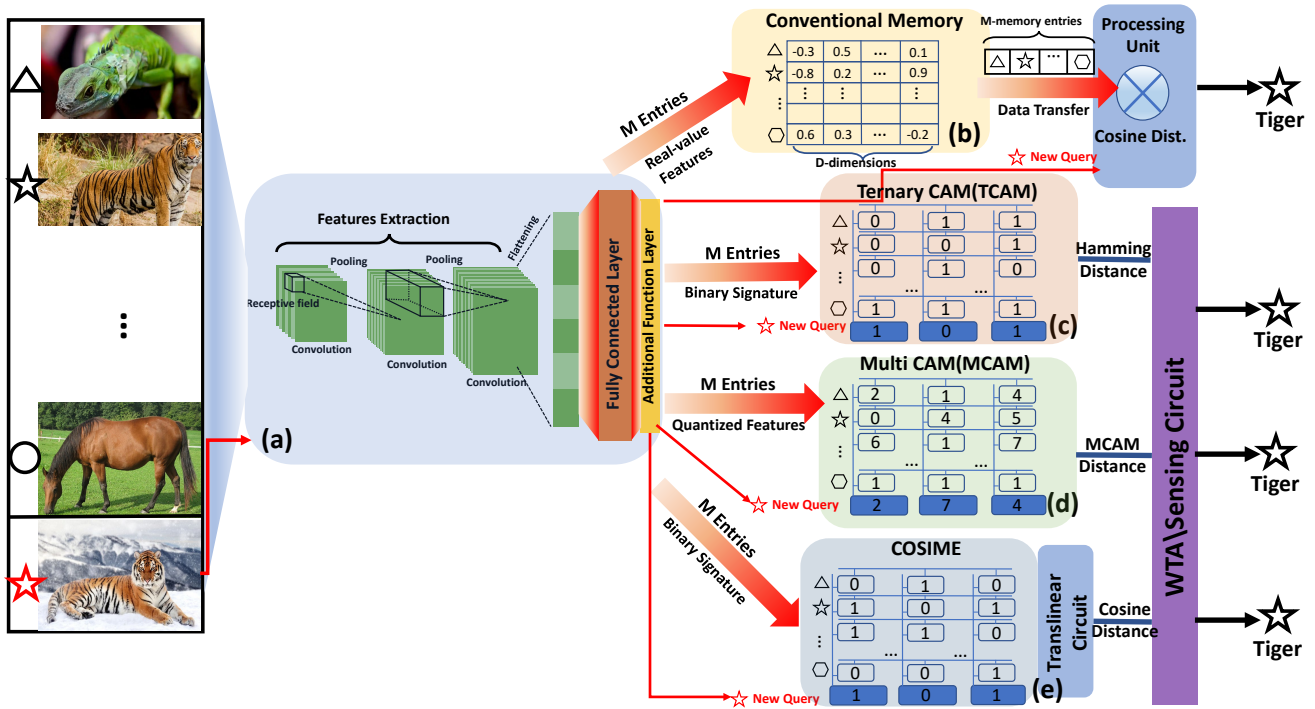 Features Extraction
Receptive field
Pooling
Pooling
Flattening
Convolution
Convolution
Convolution
Fully Connected Layer
Additional Function Layer
(a)
...
M Entries
Real-value
Features
Conventional Memory
-0.3 0.5 ... 0.1
-0.8 0.2 ... 0.9
⋮ ⋮ ⋮
⋮
0.6 0.3 ... -0.2
D-dimensions
(b)
M-memory entries
...
Data Transfer
Processing
Unit
Cosine Dist.
New Query
Tiger
M Entries
Binary Signature
New Query
Ternary CAM(TCAM)
0 1 1
0 0 1
⋮
0 1 0
... ...
1 1 1
1 0 1
(c)
Hamming
Distance
Tiger
M Entries
Quantized Features
New Query
Multi CAM(MCAM)
2 1 4
0 4 5
⋮
6 1 7
... ...
1 1 1
2 7 4
(d)
MCAM
Distance
Tiger
M Entries
Binary Signature
New Query
COSIME
0 1 0
1 0 1
⋮
1 1 0
... ...
0 0 1
1 0 1
(e)
Translinear
Circuit
Cosine
Distance
WTA\Sensing Circuit
Tiger